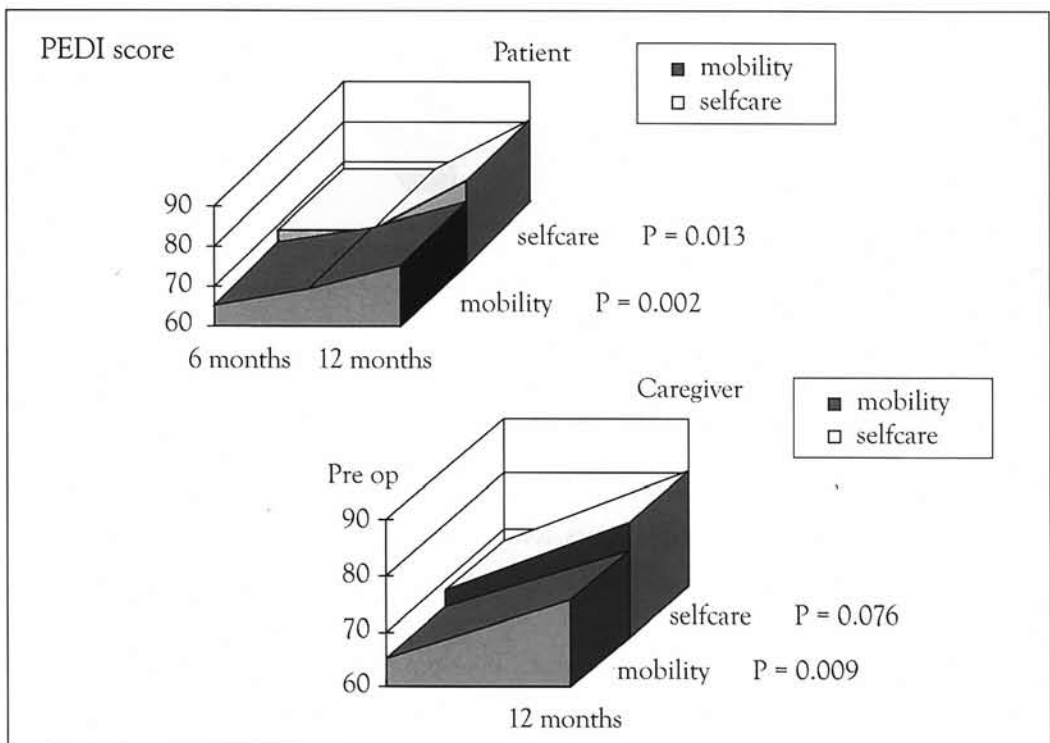 PEDI score
Patient
mobility
selfcare
90
80
70
60
selfcare P = 0.013
mobility P = 0.002
6 months 12 months
Caregiver
mobility
selfcare
Pre op
90
80
70
60
selfcare P = 0.076
mobility P = 0.009
12 months